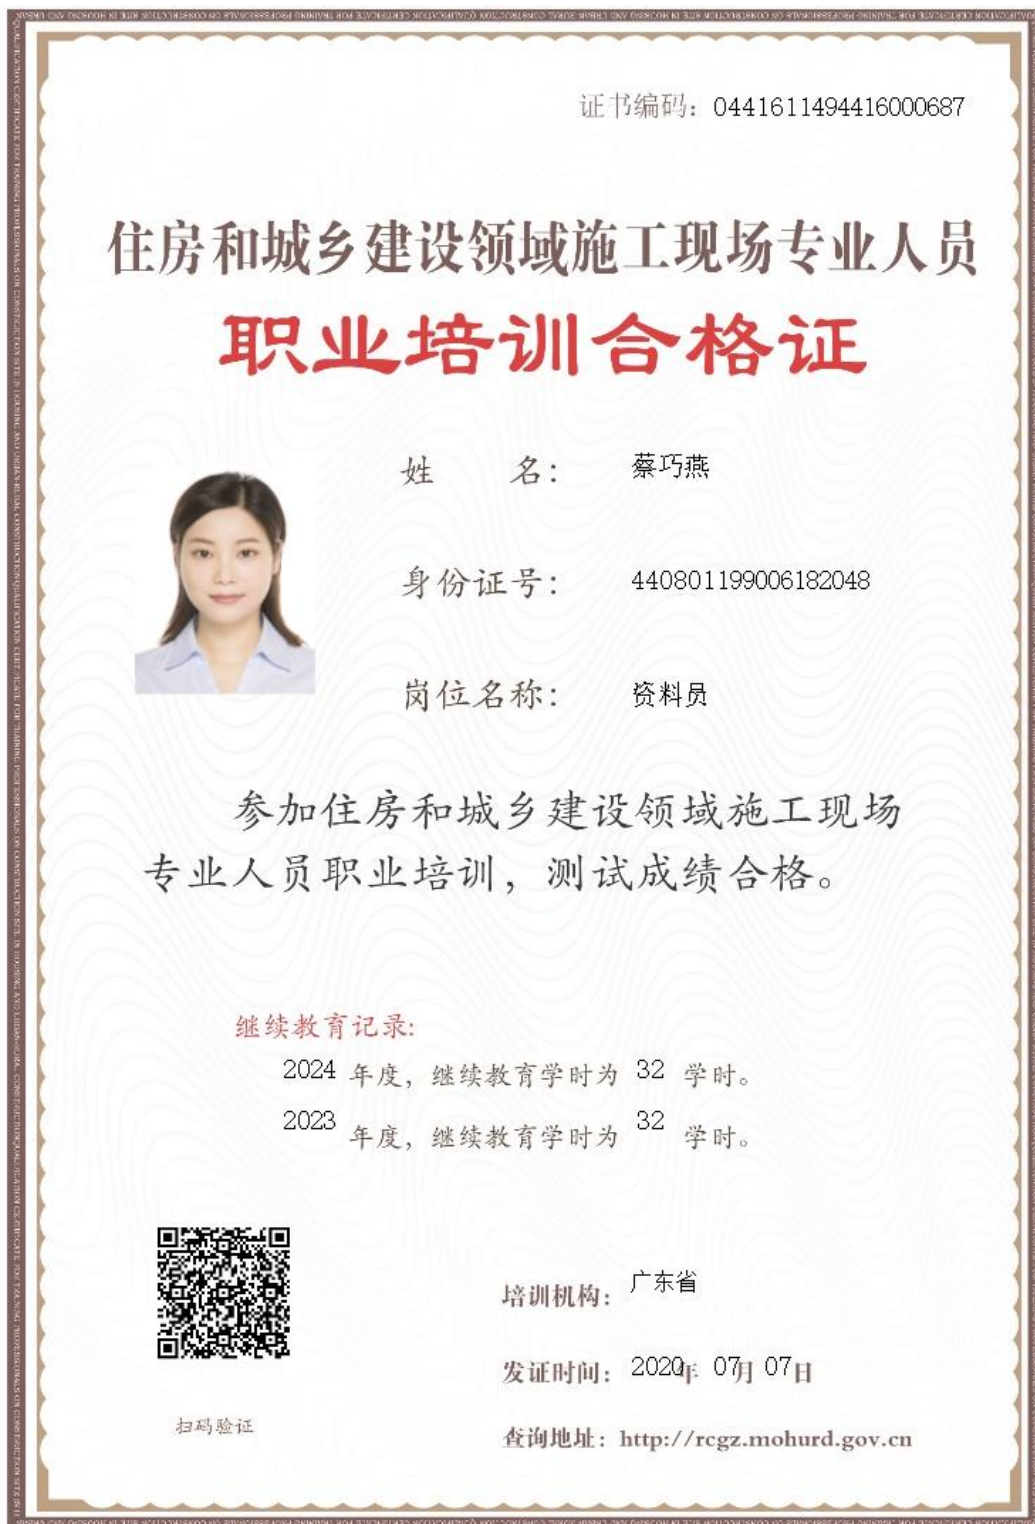 证书编码：0441611494416000687
住房和城乡建设领域施工现场专业人员
职业培训合格证
姓 名：蔡巧燕
身份证号：440801199006182048
岗位名称：资料员
参加住房和城乡建设领域施工现场
专业人员职业培训，测试成绩合格。
继续教育记录:
2024 年度，继续教育学时为 32 学时。
2023 年度，继续教育学时为 32 学时。
培训机构：广东省
发证时间：2020年 07月 07日
扫码验证
查询地址：http://rcgz.mohurd.gov.cn